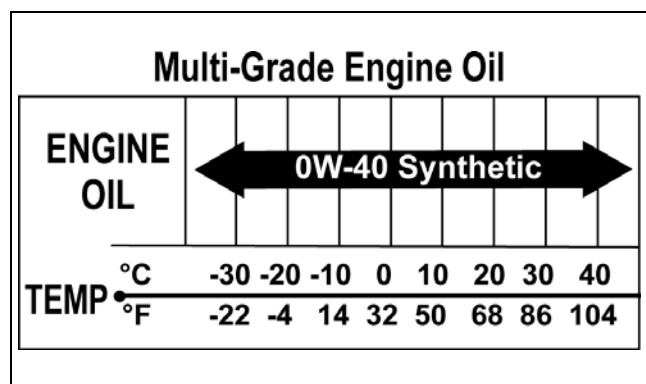 Multi-Grade Engine Oil
ENGINE
OIL
0W-40 Synthetic
°C -30 -20 -10 0 10 20 30 40
TEMP
°F -22 -4 14 32 50 68 86 104